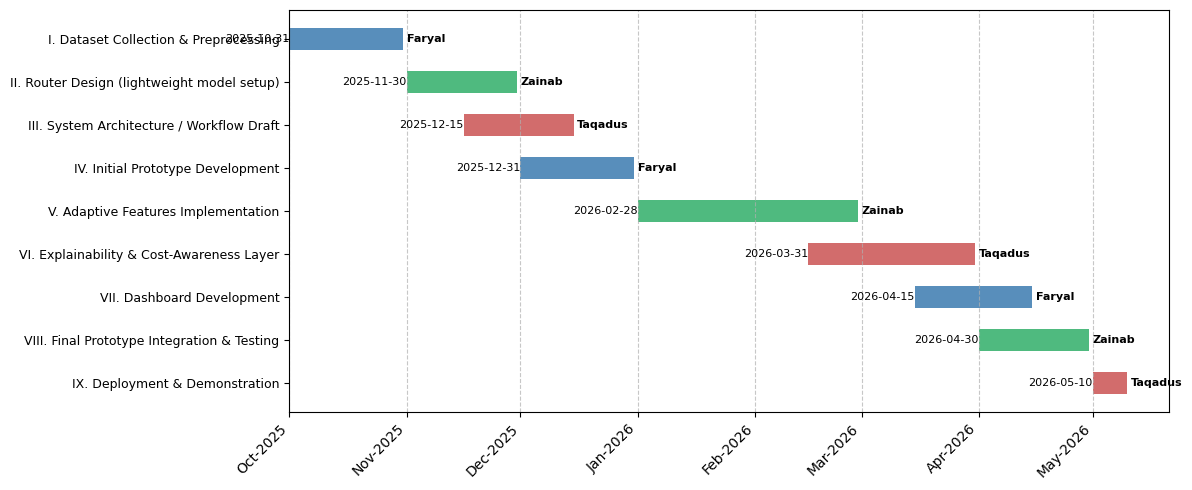 I. Dataset Collection & Preprocessing 2025-10-31 Faryal
II. Router Design (lightweight model setup) 2025-11-30 Zainab
III. System Architecture / Workflow Draft 2025-12-15 Taqadus
IV. Initial Prototype Development 2025-12-31 Faryal
V. Adaptive Features Implementation 2026-02-28 Zainab
VI. Explainability & Cost-Awareness Layer 2026-03-31 Taqadus
VII. Dashboard Development 2026-04-15 Faryal
VIII. Final Prototype Integration & Testing 2026-04-30 Zainab
IX. Deployment & Demonstration 2026-05-10 Taqadus
Oct-2025 Nov-2025 Dec-2025 Jan-2026 Feb-2026 Mar-2026 Apr-2026 May-2026